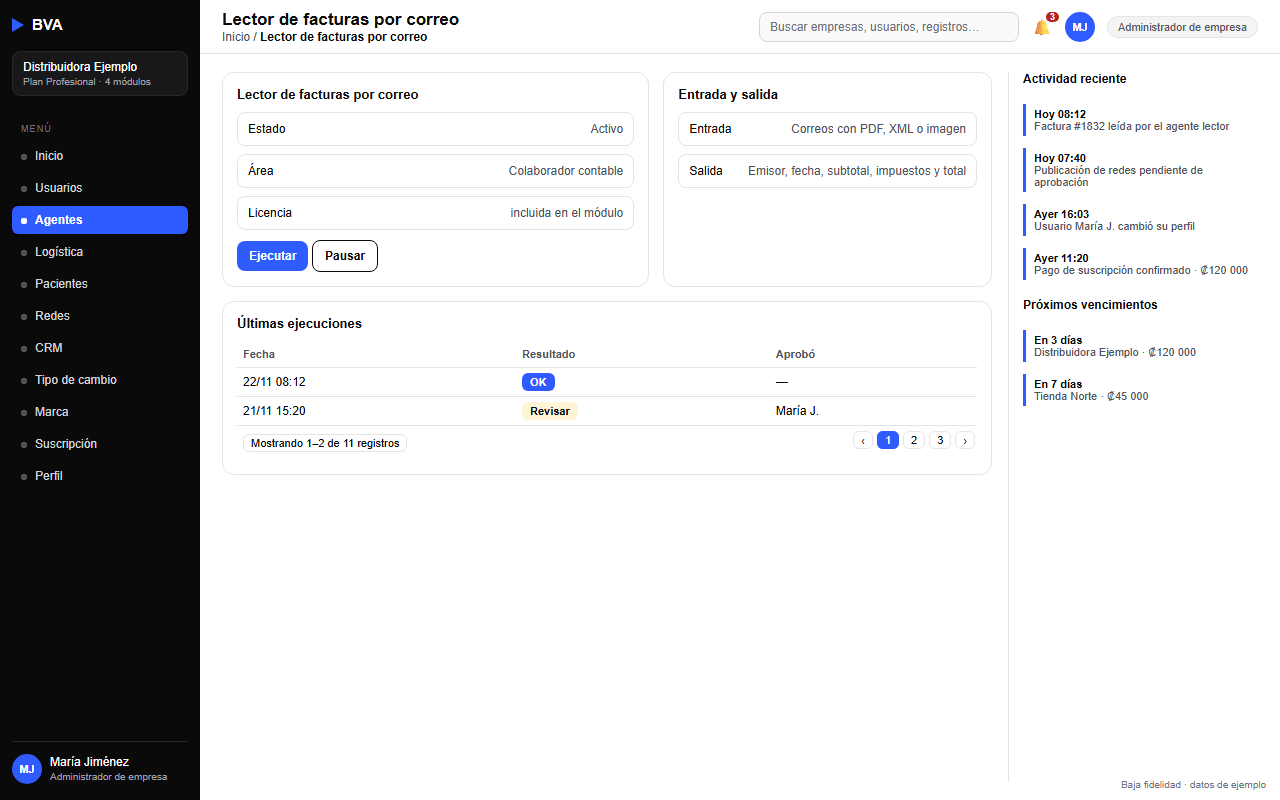 BVA
Distribuidora Ejemplo
Plan Profesional · 4 módulos
MENÚ
Inicio
Usuarios
Agentes
Logística
Pacientes
Redes
CRM
Tipo de cambio
Marca
Suscripción
Perfil
MJ
María Jiménez
Administrador de empresa
Lector de facturas por correo
Inicio / Lector de facturas por correo
Buscar empresas, usuarios, registros…
3
MJ
Administrador de empresa
Lector de facturas por correo
Estado Activo
Área Colaborador contable
Licencia incluida en el módulo
Ejecutar Pausar
Entrada y salida
Entrada Correos con PDF, XML o imagen
Salida Emisor, fecha, subtotal, impuestos y total
Últimas ejecuciones
Fecha Resultado Aprobó
22/11 08:12 OK —
21/11 15:20 Revisar María J.
Mostrando 1–2 de 11 registros ‹ 1 2 3 ›
Actividad reciente
Hoy 08:12
Factura #1832 leída por el agente lector
Hoy 07:40
Publicación de redes pendiente de
aprobación
Ayer 16:03
Usuario María J. cambió su perfil
Ayer 11:20
Pago de suscripción confirmado · ₡120 000
Próximos vencimientos
En 3 días
Distribuidora Ejemplo · ₡120 000
En 7 días
Tienda Norte · ₡45 000
Baja fidelidad · datos de ejemplo